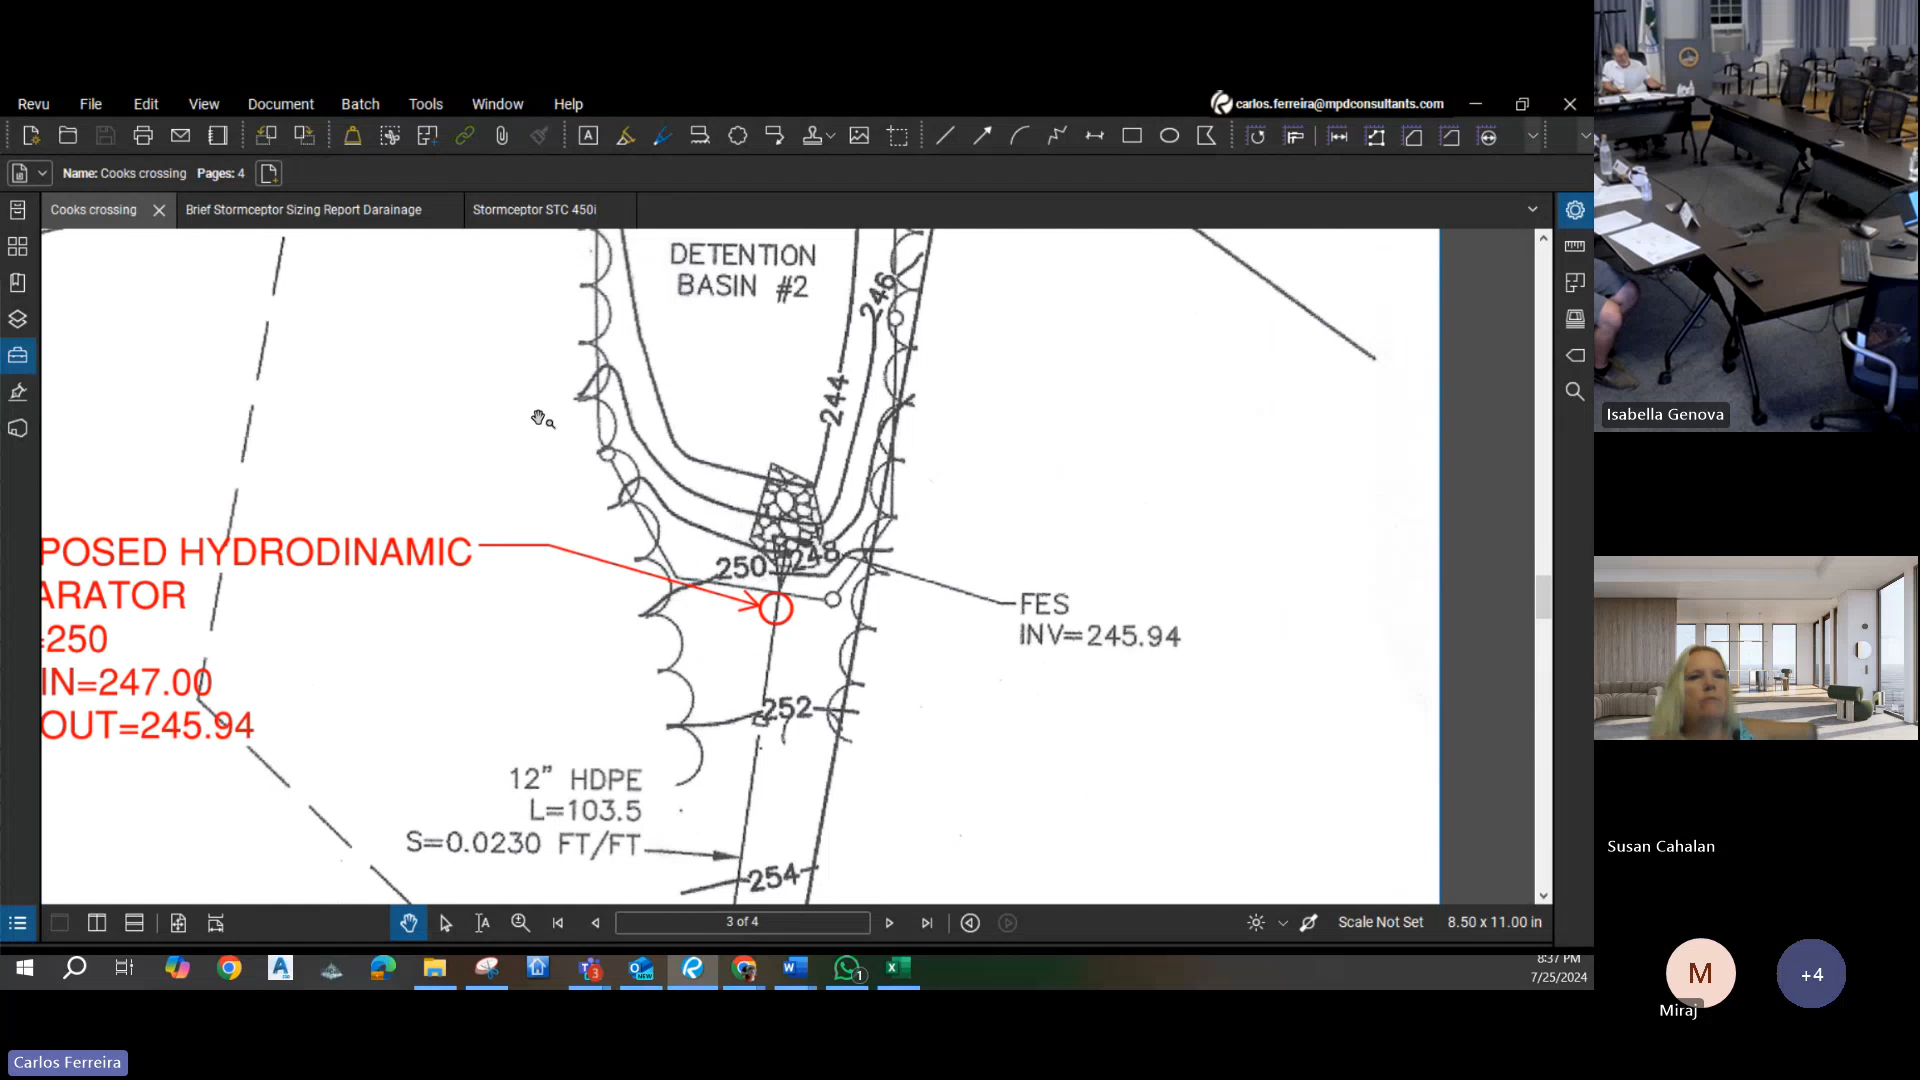 Revu File Edit View Document Batch Tools Window Help
carlos.ferreira@mpdconsultants.com
Name: Cooks crossing Pages: 4
Cooks crossing
Brief Stormceptor Sizing Report Darainage
Stormceptor STC 450i
DETENTION
BASIN #2
246
244
250
248
252
254
POSED HYDRODINAMIC
ARATOR
=250
IN=247.00
OUT=245.94
FES
INV=245.94
12" HDPE
L=103.5
S=0.0230 FT/FT
3 of 4
Scale Not Set
8.50 x 11.00 in
8:37 PM
7/25/2024
Isabella Genova
Susan Cahalan
M
Miraj
+4
Carlos Ferreira